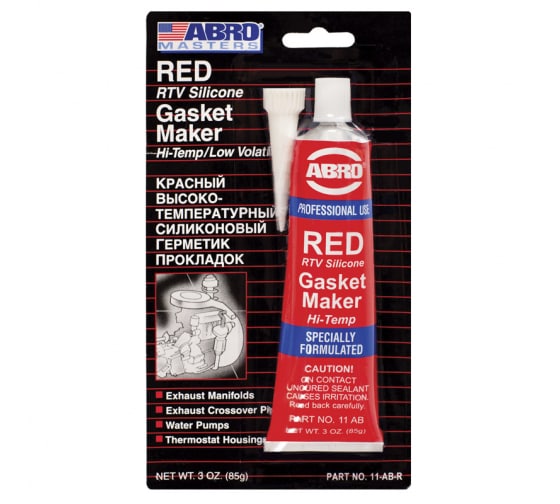 ABRO
MASTERS
RED
RTV Silicone
Gasket
Maker
Hi-Temp/Low
КРАСНЫЙ
ВЫСОКО-
ТЕМПЕРАТУРНЫЙ
СИЛИКОНОВЫЙ
ГЕРМЕТИК
ПРОКЛАДОК
Exhaust Manifolds
Exhaust Crossover
Water Pumps
Thermostat Housing
NET WT. 3 OZ. (85g)
PART NO. 11-AB-R
ABRO
PROFESSIONAL USE
RED
RTV Silicone
Gasket
Maker
Hi-Temp
SPECIALLY
FORMULATED
CAUTION!
ON CONTACT
UNCURED SEALANT
CAUSES IRRITATION.
Read back carefully.
PART NO. 11 AB
NET WT. 3 OZ. (85g)